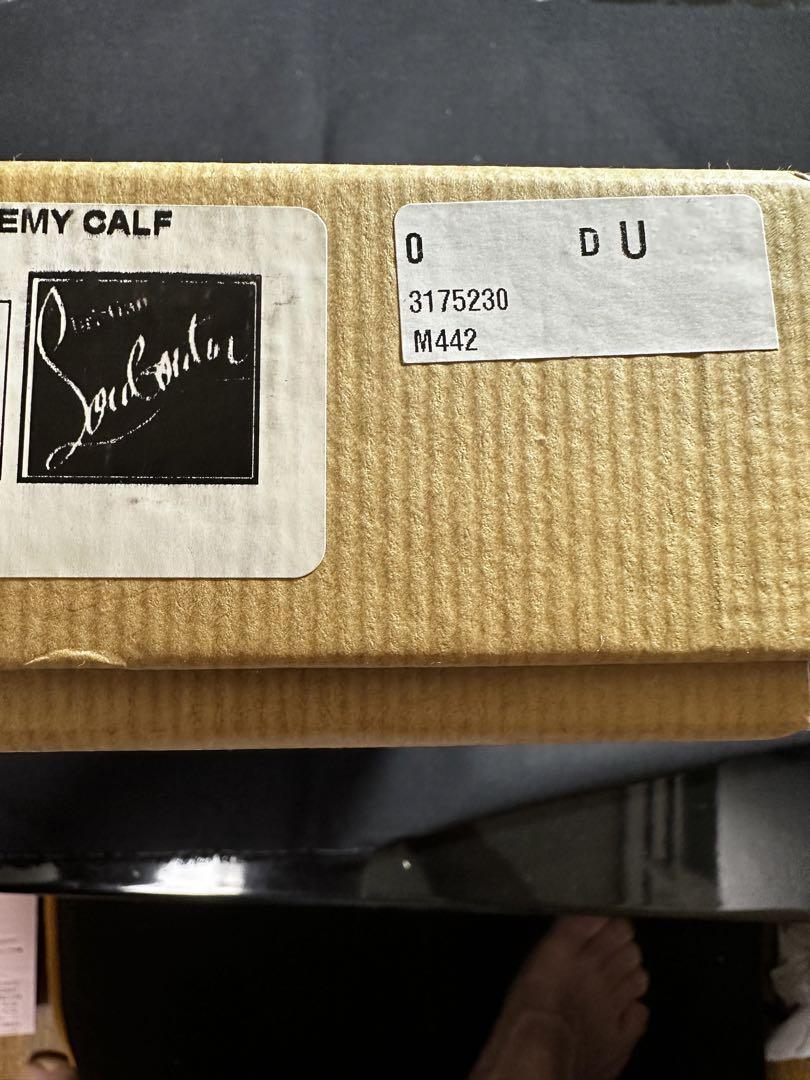 EMY CALF
Christian
Louboutin
0 D U
3175230
M442